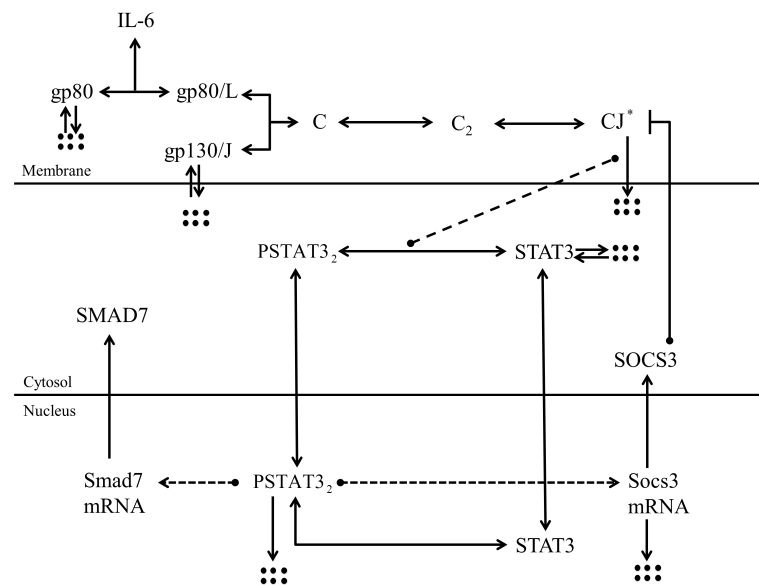 IL-6
gp80
gp80/L
C
C₂
CJ*
gp130/J
Membrane
PSTAT3₂
STAT3
SMAD7
SOCS3
Cytosol
Nucleus
Smad7
mRNA
PSTAT3₂
Socs3
mRNA
STAT3